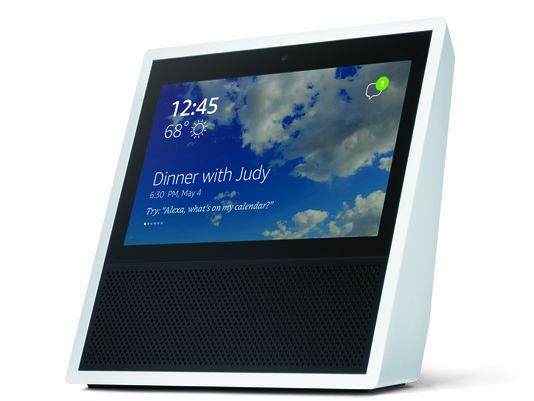 3
12:45
68°
Dinner with Judy
6:30 PM, May 4
Try: "Alexa, what's on my calendar?"